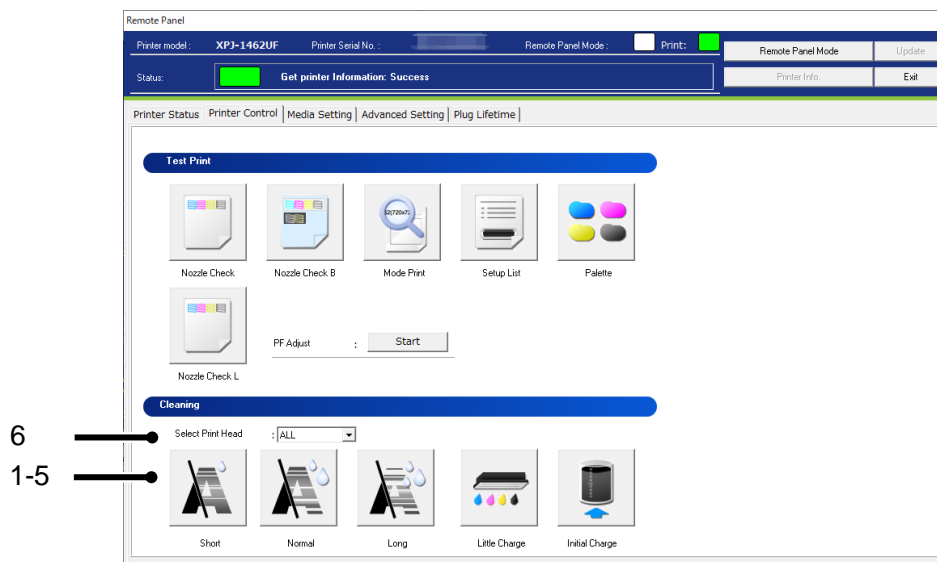 Remote Panel
Printer model : XPJ-1462UF Printer Serial No. : Remote Panel Mode : Print: Remote Panel Mode Update
Status: Get printer Information: Success Printer Info. Exit
Printer Status Printer Control Media Setting Advanced Setting Plug Lifetime
Test Print
Nozzle Check Nozzle Check B Mode Print Setup List Palette
PF Adjust : Start
Nozzle Check L
Cleaning
6 Select Print Head : ALL
1-5
Short Normal Long Little Charge Initial Charge